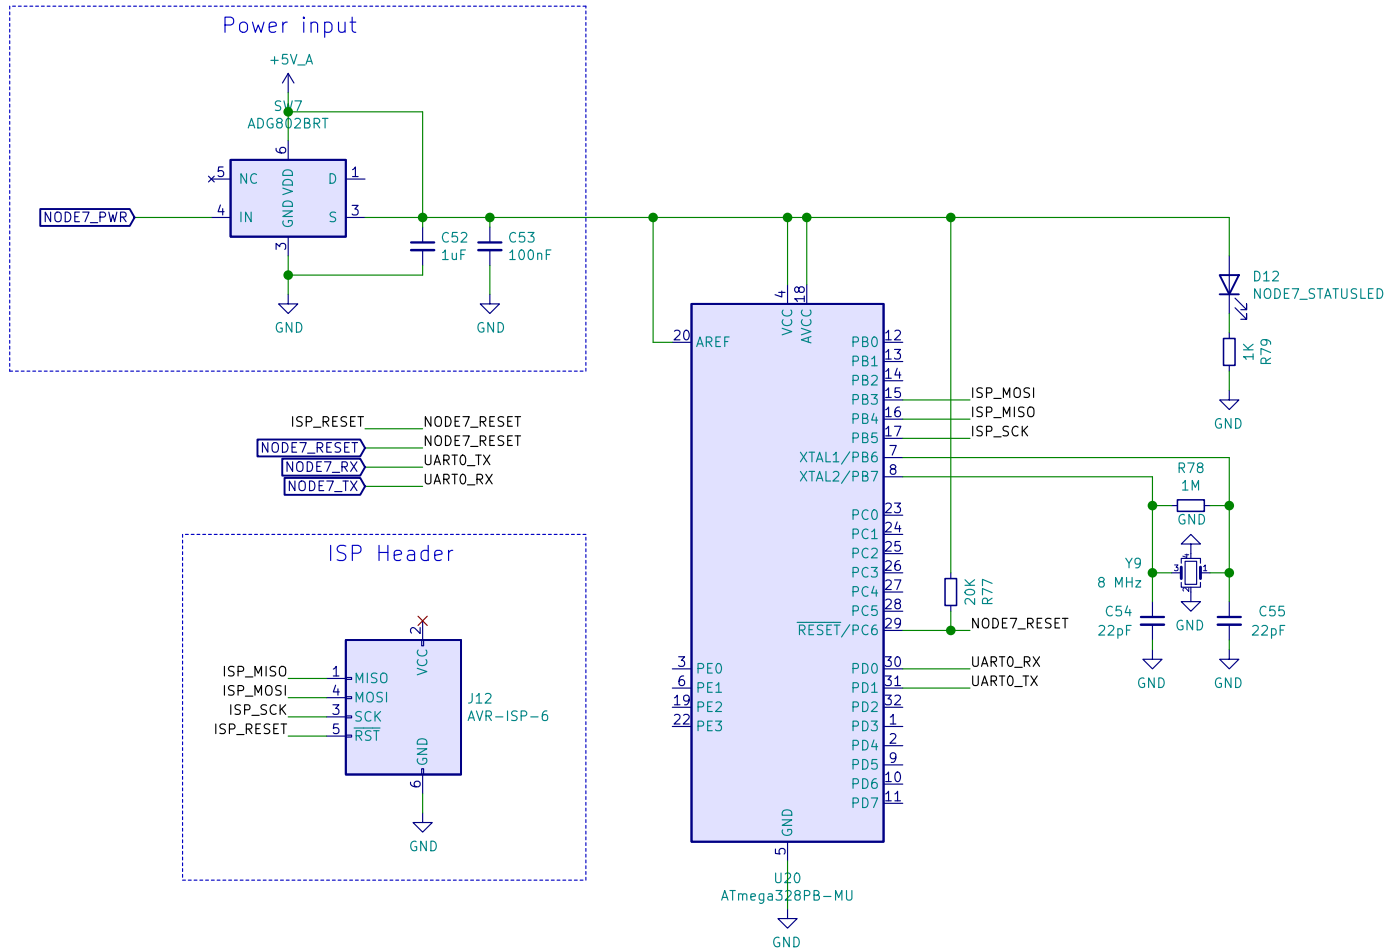 Power input
+5V_A
SW7
ADG802BRT
6
5 NC VDD D 1
NODE7_PWR 4 IN GND S 3
3
C52
1uF
C53
100nF
GND
GND
4 18
VCC AVCC
20 AREF
PB0 12
PB1 13
PB2 14
PB3 15 ISP_MOSI
PB4 16 ISP_MISO
PB5 17 ISP_SCK
XTAL1/PB6 7
XTAL2/PB7 8
PC0 23
PC1 24
PC2 25
PC3 26
PC4 27
PC5 28
RESET/PC6 29 NODE7_RESET
PD0 30 UART0_RX
PD1 31 UART0_TX
PD2 32
PD3 1
PD4 2
PD5 9
PD6 10
PD7 11
3 PE0
6 PE1
19 PE2
22 PE3
GND
5
U20
ATmega328PB-MU
GND
20K
R77
D12
NODE7_STATUSLED
1K
R79
GND
R78
1M
GND
Y9
8 MHz
4
3 1
2
GND
C54
22pF
C55
22pF
GND
GND
ISP_RESET NODE7_RESET
NODE7_RESET NODE7_RESET
NODE7_RX UART0_TX
NODE7_TX UART0_RX
ISP Header
2
VCC
ISP_MISO 1 MISO
ISP_MOSI 4 MOSI
ISP_SCK 3 SCK
ISP_RESET 5 RST
GND
6
J12
AVR-ISP-6
GND